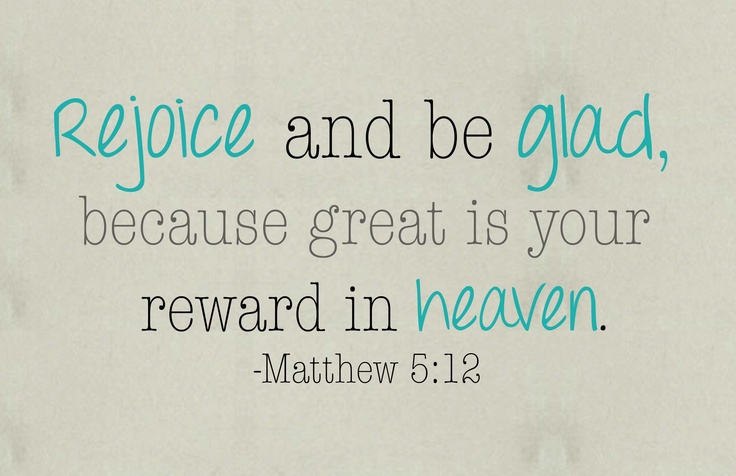 Rejoice and be glad,
because great is your
reward in heaven.
-Matthew 5:12